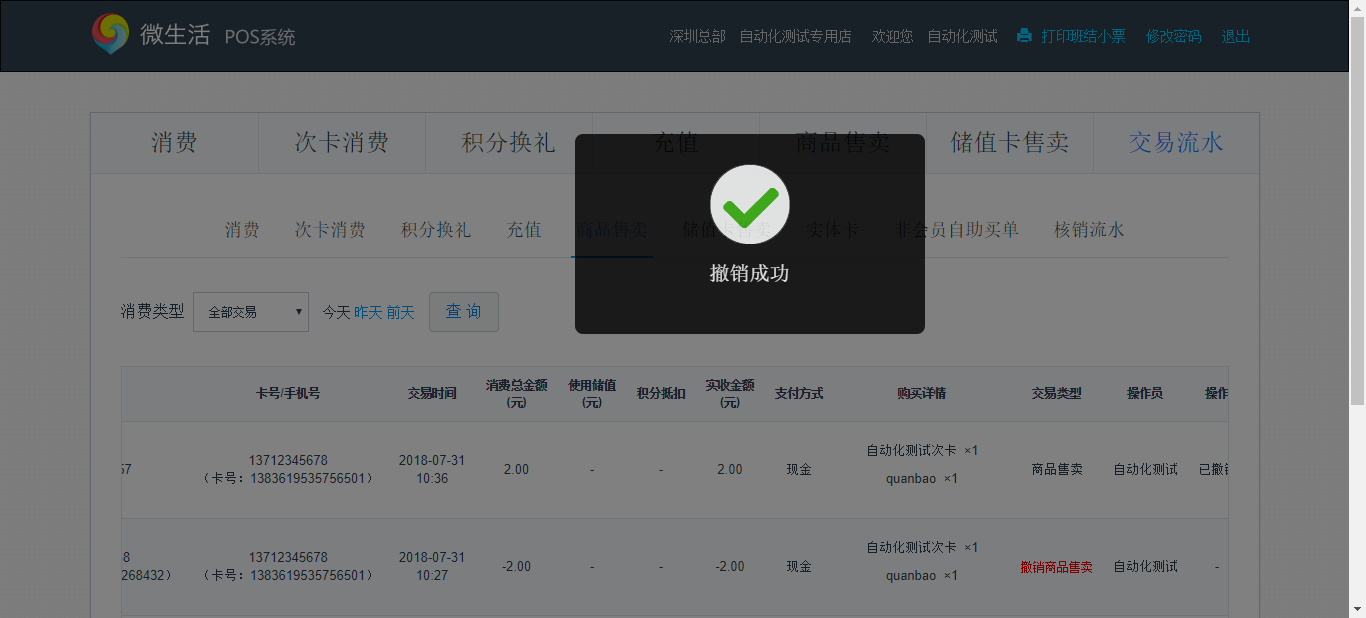 微生活 POS系统 深圳总部 自动化测试专用店 欢迎您 自动化测试 打印班结小票 修改密码 退出
消费 次卡消费 积分换礼 充值 商品售卖 储值卡售卖 交易流水
消费 次卡消费 积分换礼 充值 商品售卖 储值卡售卖 实体卡 非会员自助买单 核销流水
撤销成功
消费类型 全部交易 今天 昨天 前天 查 询
卡号/手机号 交易时间 消费总金额(元) 使用储值(元) 积分抵扣 实收金额(元) 支付方式 购买详情 交易类型 操作员 操作
自动化测试次卡 ×1
57 13712345678 2018-07-31 2.00 - - 2.00 现金 商品售卖 自动化测试 已撤销
（卡号：1383619535756501） 10:36 quanbao ×1
自动化测试次卡 ×1
8 13712345678 2018-07-31 -2.00 - - -2.00 现金 撤销商品售卖 自动化测试 -
268432） （卡号：1383619535756501） 10:27 quanbao ×1